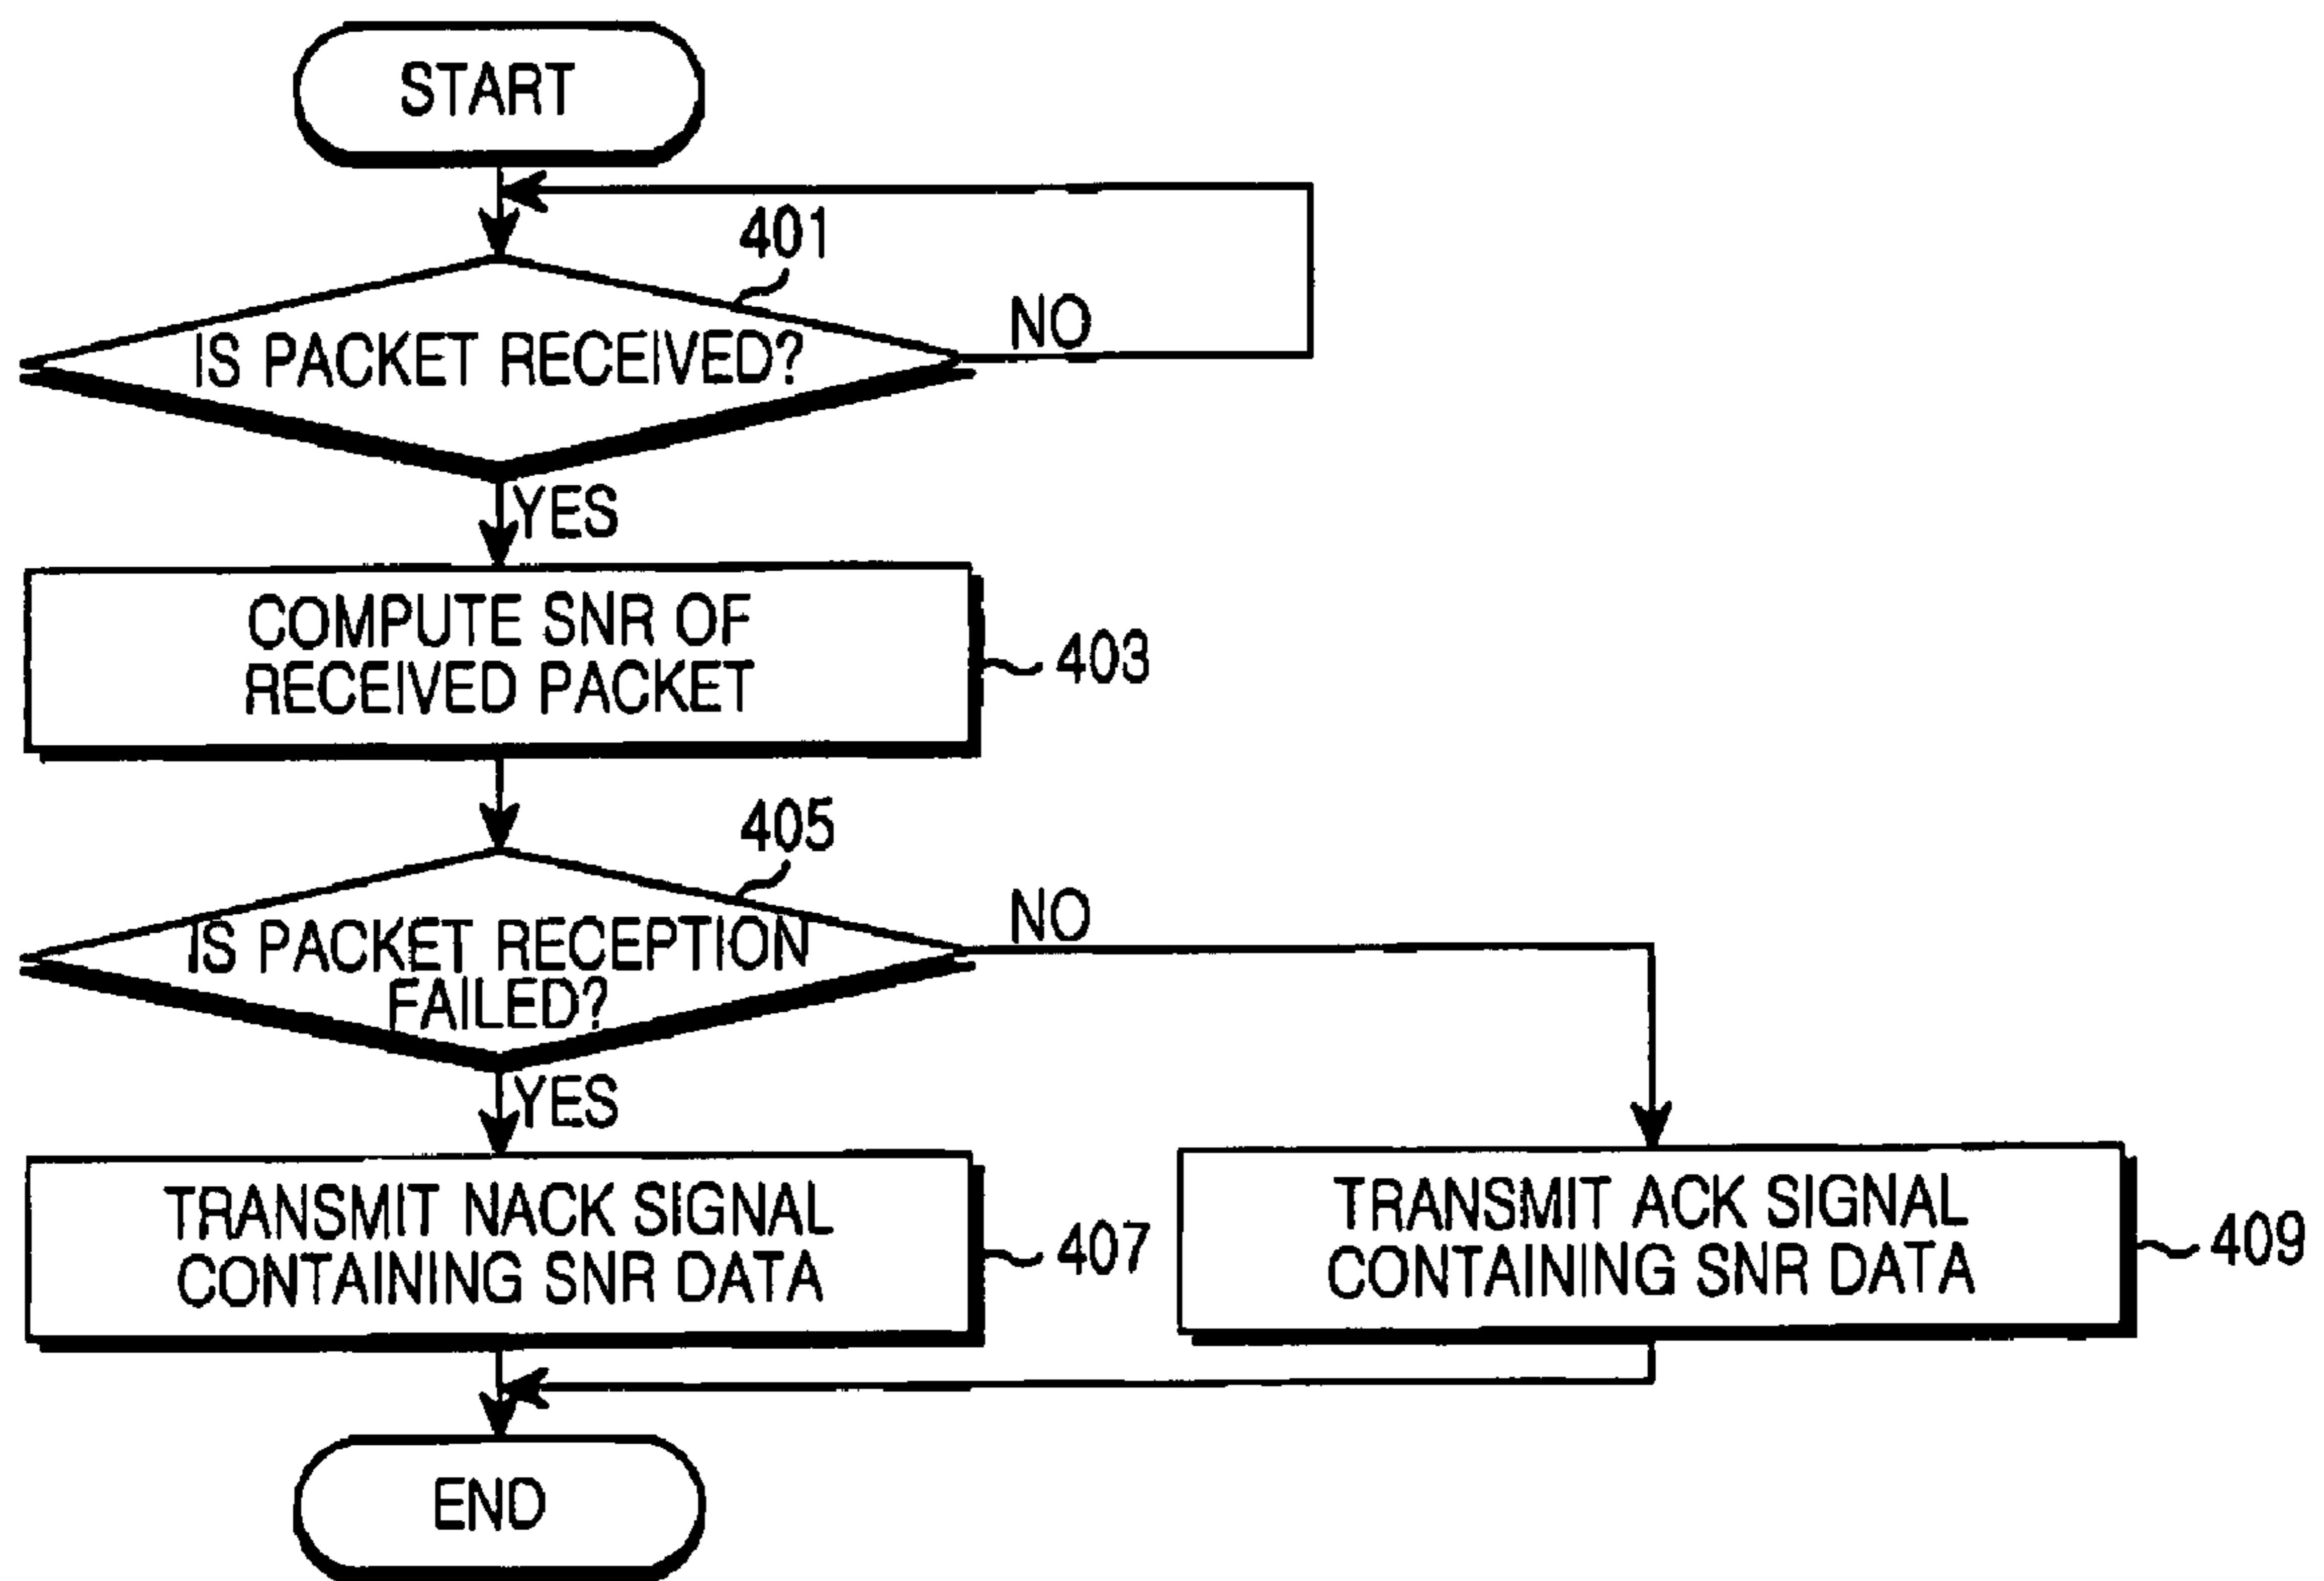 START
401
IS PACKET RECEIVED?
NO
YES
COMPUTE SNR OF
RECEIVED PACKET
403
405
IS PACKET RECEPTION
FAILED?
NO
YES
TRANSMIT NACK SIGNAL
CONTAINING SNR DATA
407
TRANSMIT ACK SIGNAL
CONTAINING SNR DATA
409
END